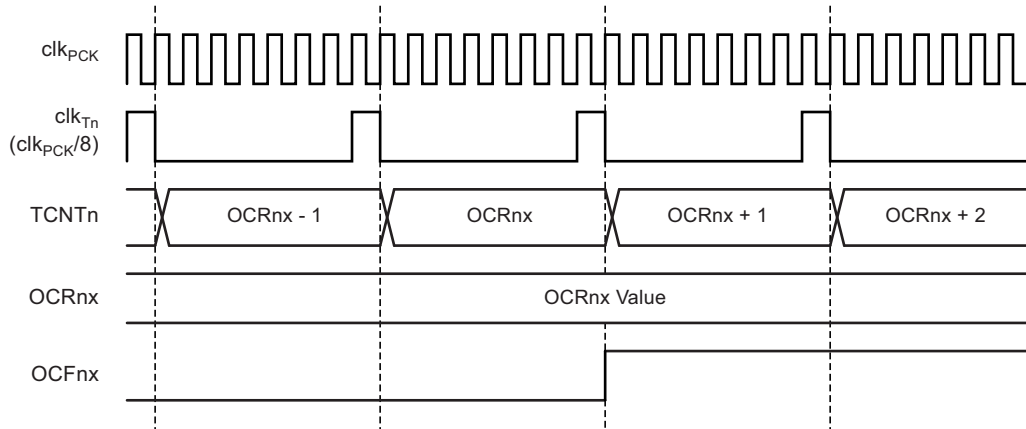 clkPCK
clkTn
(clkPCK/8)
TCNTn
OCRnx - 1
OCRnx
OCRnx + 1
OCRnx + 2
OCRnx
OCRnx Value
OCFnx